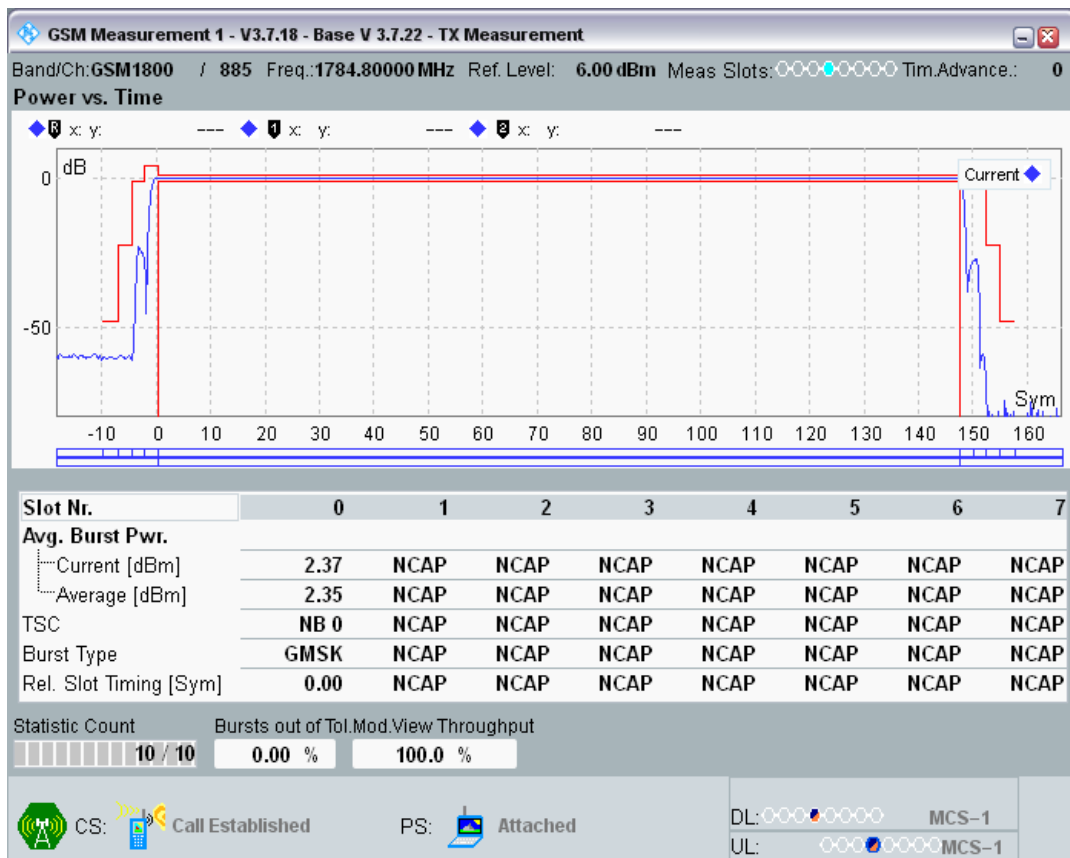 GSM Measurement 1 - V3.7.18 - Base V 3.7.22 - TX Measurement
Band/Ch:GSM1800 / 885 Freq.:1784.80000 MHz Ref. Level: 6.00 dBm Meas Slots: Tim.Advance.: 0
Power vs. Time
R x: y: --- 1 x: y: --- 2 x: y: ---
dB
Current
0
-50
Sym
-10 0 10 20 30 40 50 60 70 80 90 100 110 120 130 140 150 160
Slot Nr. 0 1 2 3 4 5 6 7
Avg. Burst Pwr.
Current [dBm] 2.37 NCAP NCAP NCAP NCAP NCAP NCAP NCAP
Average [dBm] 2.35 NCAP NCAP NCAP NCAP NCAP NCAP NCAP
TSC NB 0 NCAP NCAP NCAP NCAP NCAP NCAP NCAP
Burst Type GMSK NCAP NCAP NCAP NCAP NCAP NCAP NCAP
Rel. Slot Timing [Sym] 0.00 NCAP NCAP NCAP NCAP NCAP NCAP NCAP
Statistic Count Bursts out of Tol.Mod.View Throughput
10 / 10 0.00 % 100.0 %
CS: Call Established PS: Attached
DL: MCS-1
UL: MCS-1